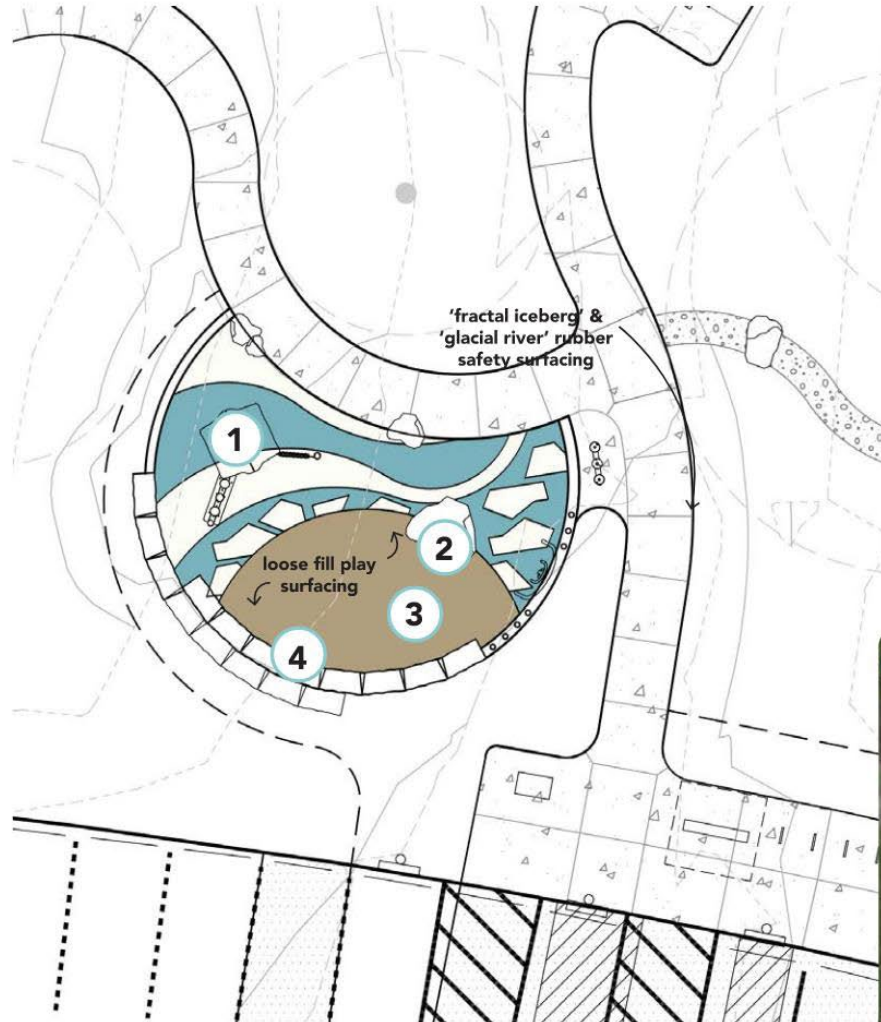 'fractal iceberg' &
'glacial river' rubber
safety surfacing
1
2
loose fill play
surfacing
3
4